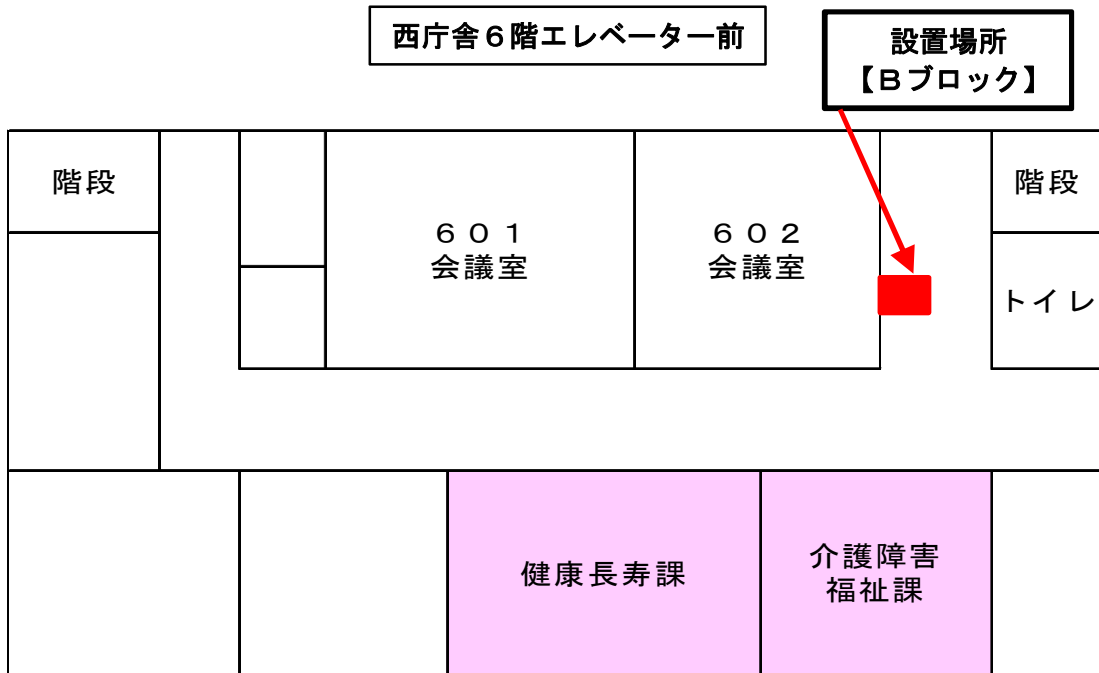 西庁舎６階エレベーター前
設置場所
【Ｂブロック】
階段
６０１
会議室
６０２
会議室
階段
トイレ
健康長寿課
介護障害
福祉課